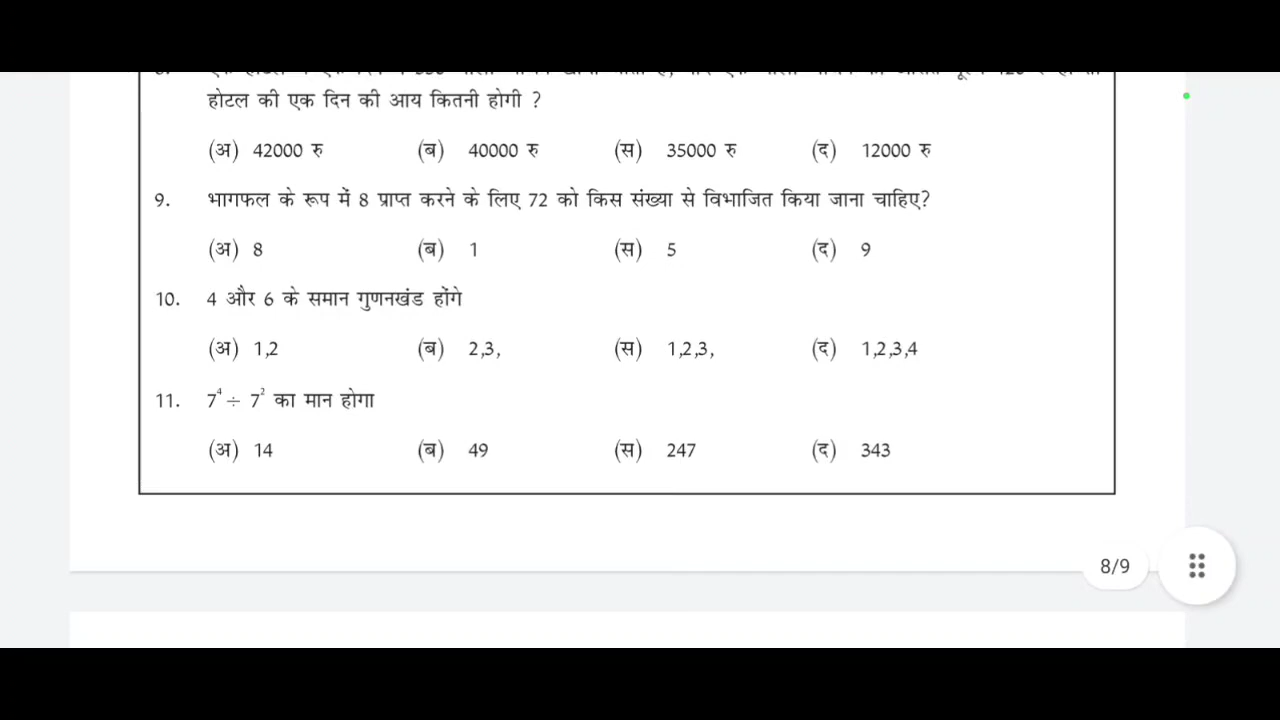 होटल की एक दिन की आय कितनी होगी ?
(अ) 42000 रु (ब) 40000 रु (स) 35000 रु (द) 12000 रु
9. भागफल के रूप में 8 प्राप्त करने के लिए 72 को किस संख्या से विभाजित किया जाना चाहिए?
(अ) 8 (ब) 1 (स) 5 (द) 9
10. 4 और 6 के समान गुणनखंड होंगे
(अ) 1,2 (ब) 2,3, (स) 1,2,3, (द) 1,2,3,4
11. 7⁴ ÷ 7² का मान होगा
(अ) 14 (ब) 49 (स) 247 (द) 343
8/9